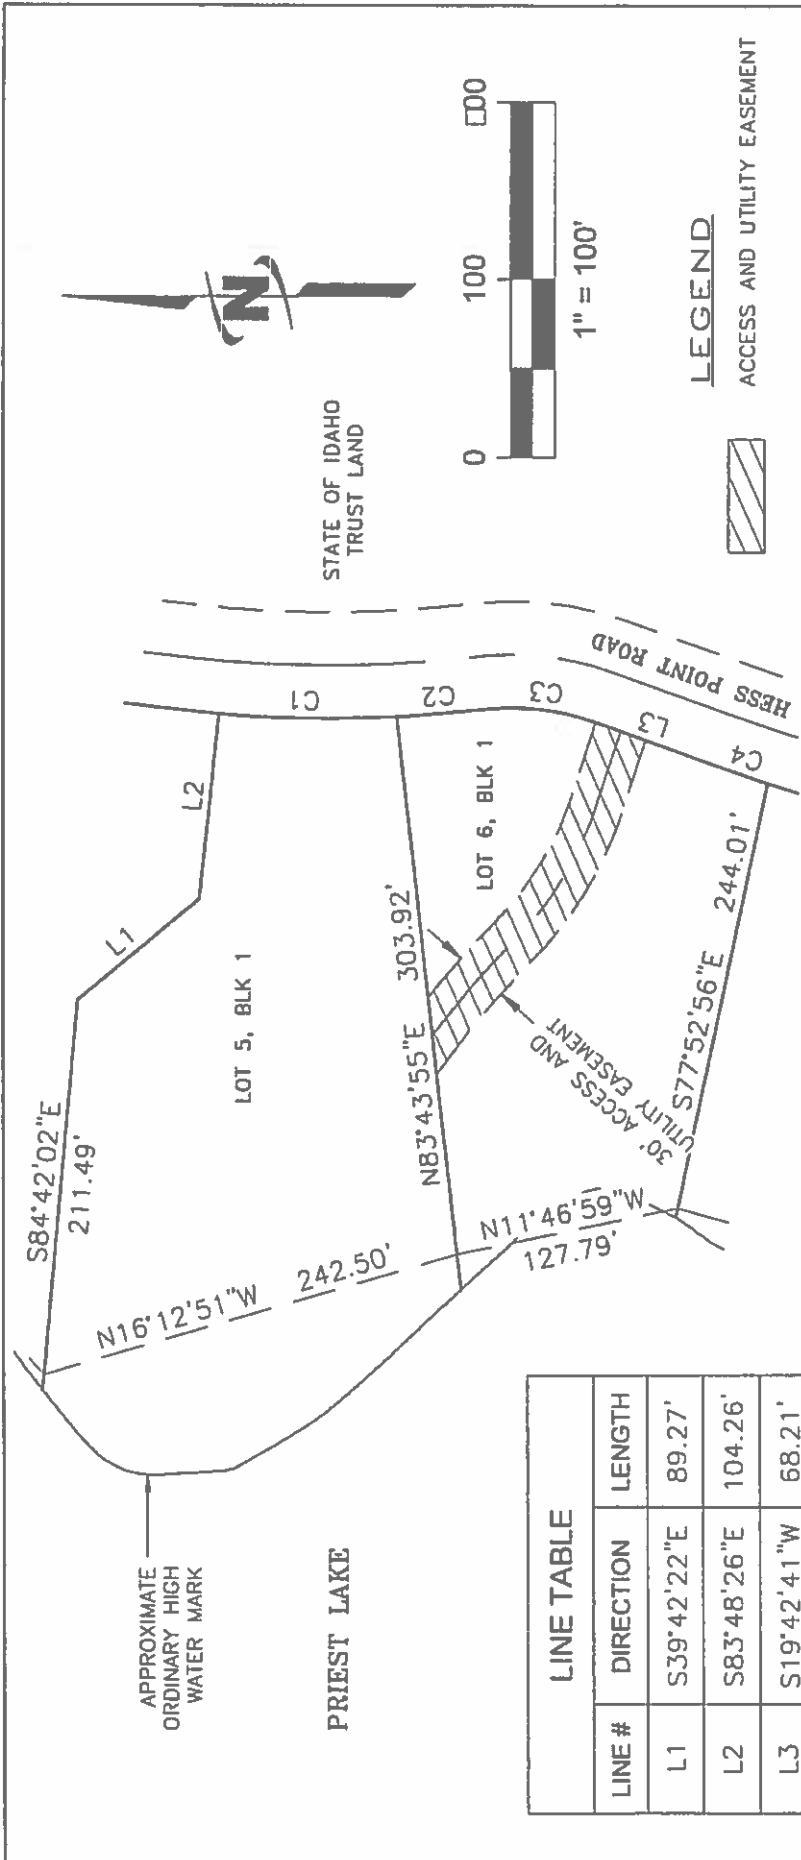 S84°42'02"E
211.49'
L1
L2
LOT 5, BLK 1
C1
N16°12'51"W 242.50'
N83°43'55"E 303.92'
C2
LOT 6, BLK 1
C3
L3
C4
HESS POINT ROAD
N11°46'59"W
127.79'
30' ACCESS AND
UTILITY EASEMENT
S77°52'56"E 244.01'
APPROXIMATE
ORDINARY HIGH
WATER MARK
PRIEST LAKE
STATE OF IDAHO
TRUST LAND
N
0 100 □00
1" = 100'
LEGEND
ACCESS AND UTILITY EASEMENT
LINE TABLE
LINE # DIRECTION LENGTH
L1 S39°42'22"E 89.27'
L2 S83°48'26"E 104.26'
L3 S19°42'41"W 68.21'